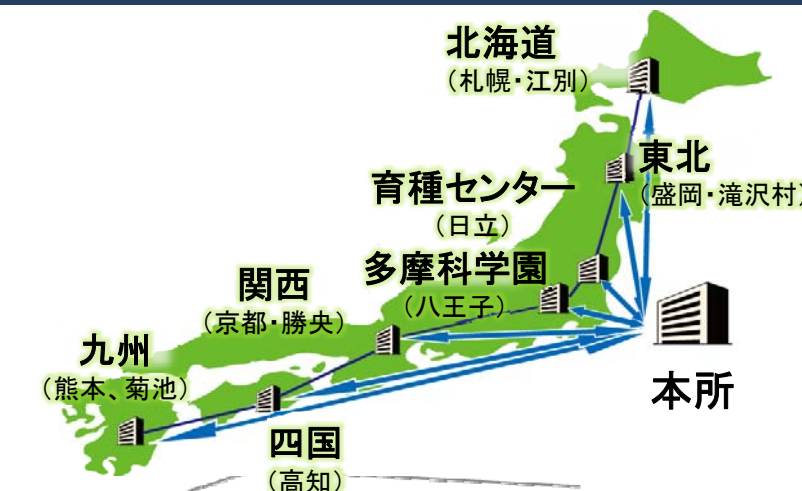 北海道
（札幌・江別）
東北
（盛岡・滝沢村）
育種センター
（日立）
多摩科学園
（八王子）
関西
（京都・勝央）
九州
（熊本、菊池）
本所
四国
（高知）